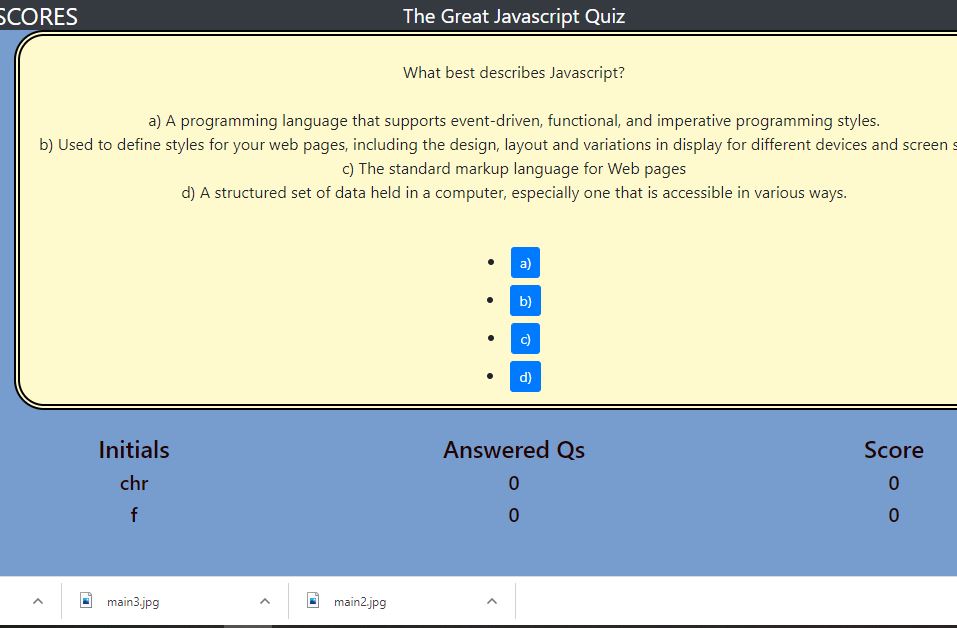 SCORES The Great Javascript Quiz
What best describes Javascript?
a) A programming language that supports event-driven, functional, and imperative programming styles.
b) Used to define styles for your web pages, including the design, layout and variations in display for different devices and screen s
c) The standard markup language for Web pages
d) A structured set of data held in a computer, especially one that is accessible in various ways.
a)
b)
c)
d)
Initials Answered Qs Score
chr 0 0
f 0 0
main3.jpg main2.jpg